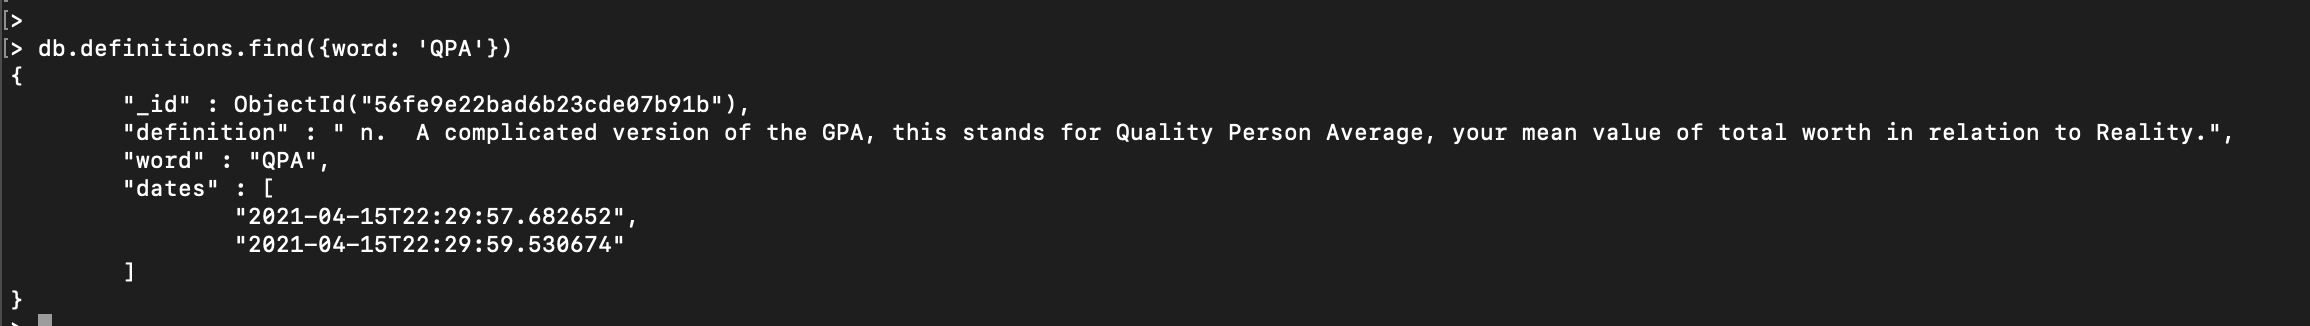 [>
[> db.definitions.find({word: 'QPA'})
{
"_id" : ObjectId("56fe9e22bad6b23cde07b91b"),
"definition" : " n.  A complicated version of the GPA, this stands for Quality Person Average, your mean value of total worth in relation to Reality.",
"word" : "QPA",
"dates" : [
"2021-04-15T22:29:57.682652",
"2021-04-15T22:29:59.530674"
]
}
>